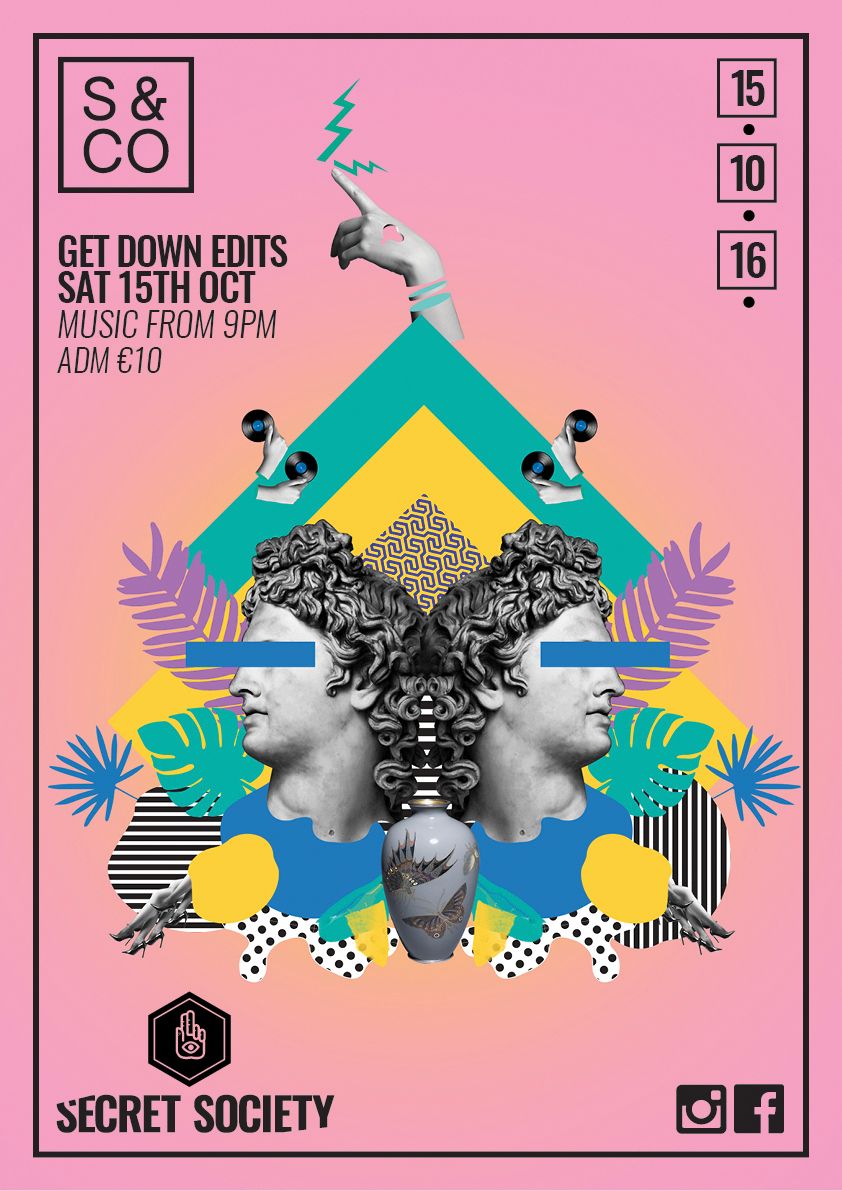 S &
CO
15
10
16
GET DOWN EDITS
SAT 15TH OCT
MUSIC FROM 9PM
ADM €10
SECRET SOCIETY